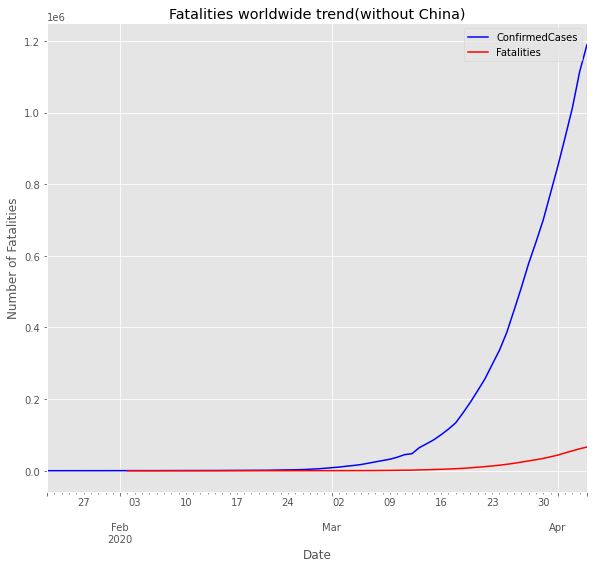 Fatalities worldwide trend(without China)
1e6
ConfirmedCases
Fatalities
1.2
1.0
0.8
0.6
0.4
0.2
0.0
Number of Fatalities
27 03 10 17 24 02 09 16 23 30
Feb Mar Apr
2020
Date